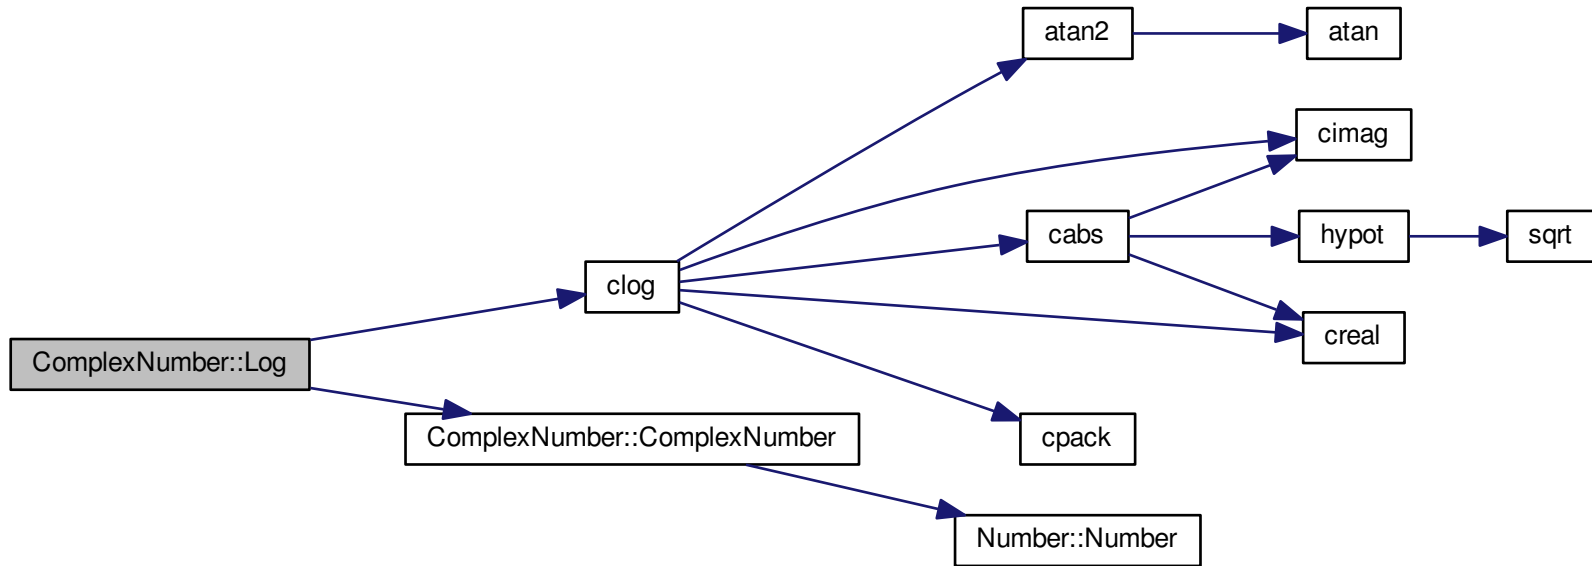 atan2
atan
cimag
cabs
hypot
sqrt
clog
creal
ComplexNumber::Log
ComplexNumber::ComplexNumber
cpack
Number::Number